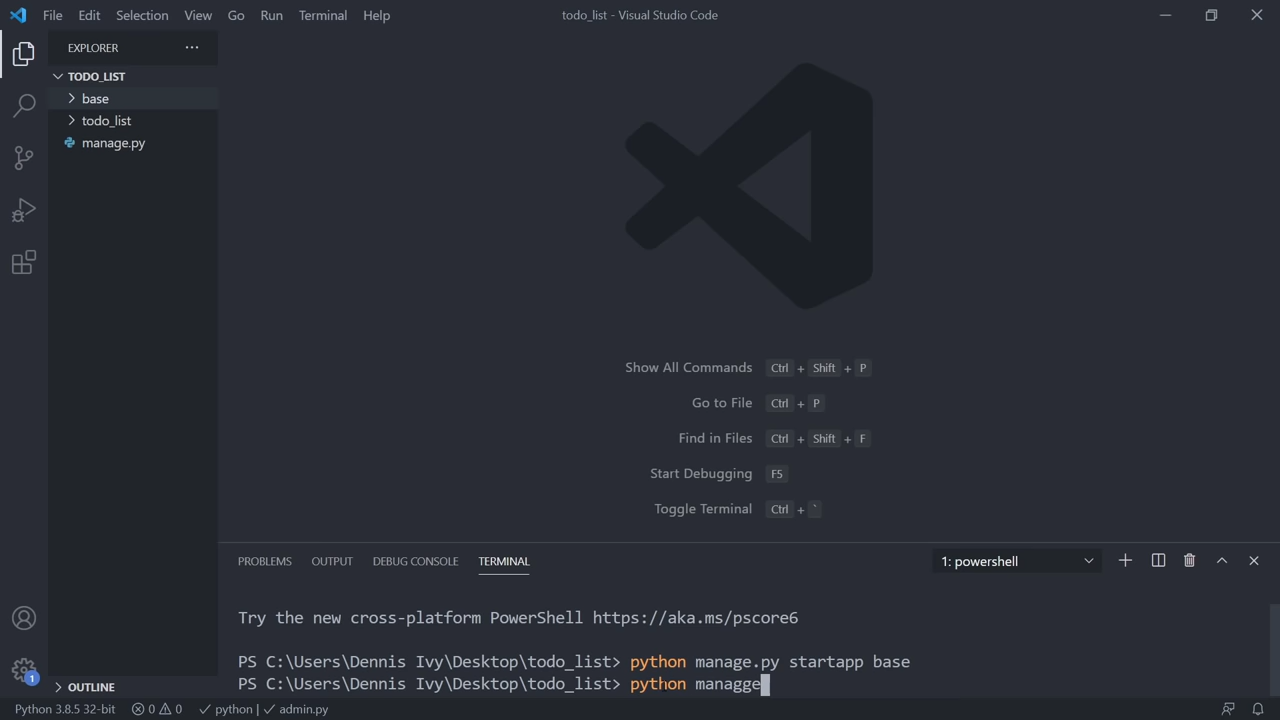 File Edit Selection View Go Run Terminal Help
todo_list - Visual Studio Code
EXPLORER
TODO_LIST
base
todo_list
manage.py
Show All Commands Ctrl + Shift + P
Go to File Ctrl + P
Find in Files Ctrl + Shift + F
Start Debugging F5
Toggle Terminal Ctrl + `
PROBLEMS OUTPUT DEBUG CONSOLE TERMINAL
1: powershell
Try the new cross-platform PowerShell https://aka.ms/pscore6
PS C:\Users\Dennis Ivy\Desktop\todo_list> python manage.py startapp base
PS C:\Users\Dennis Ivy\Desktop\todo_list> python managge
1
OUTLINE
Python 3.8.5 32-bit 0 0 python | admin.py